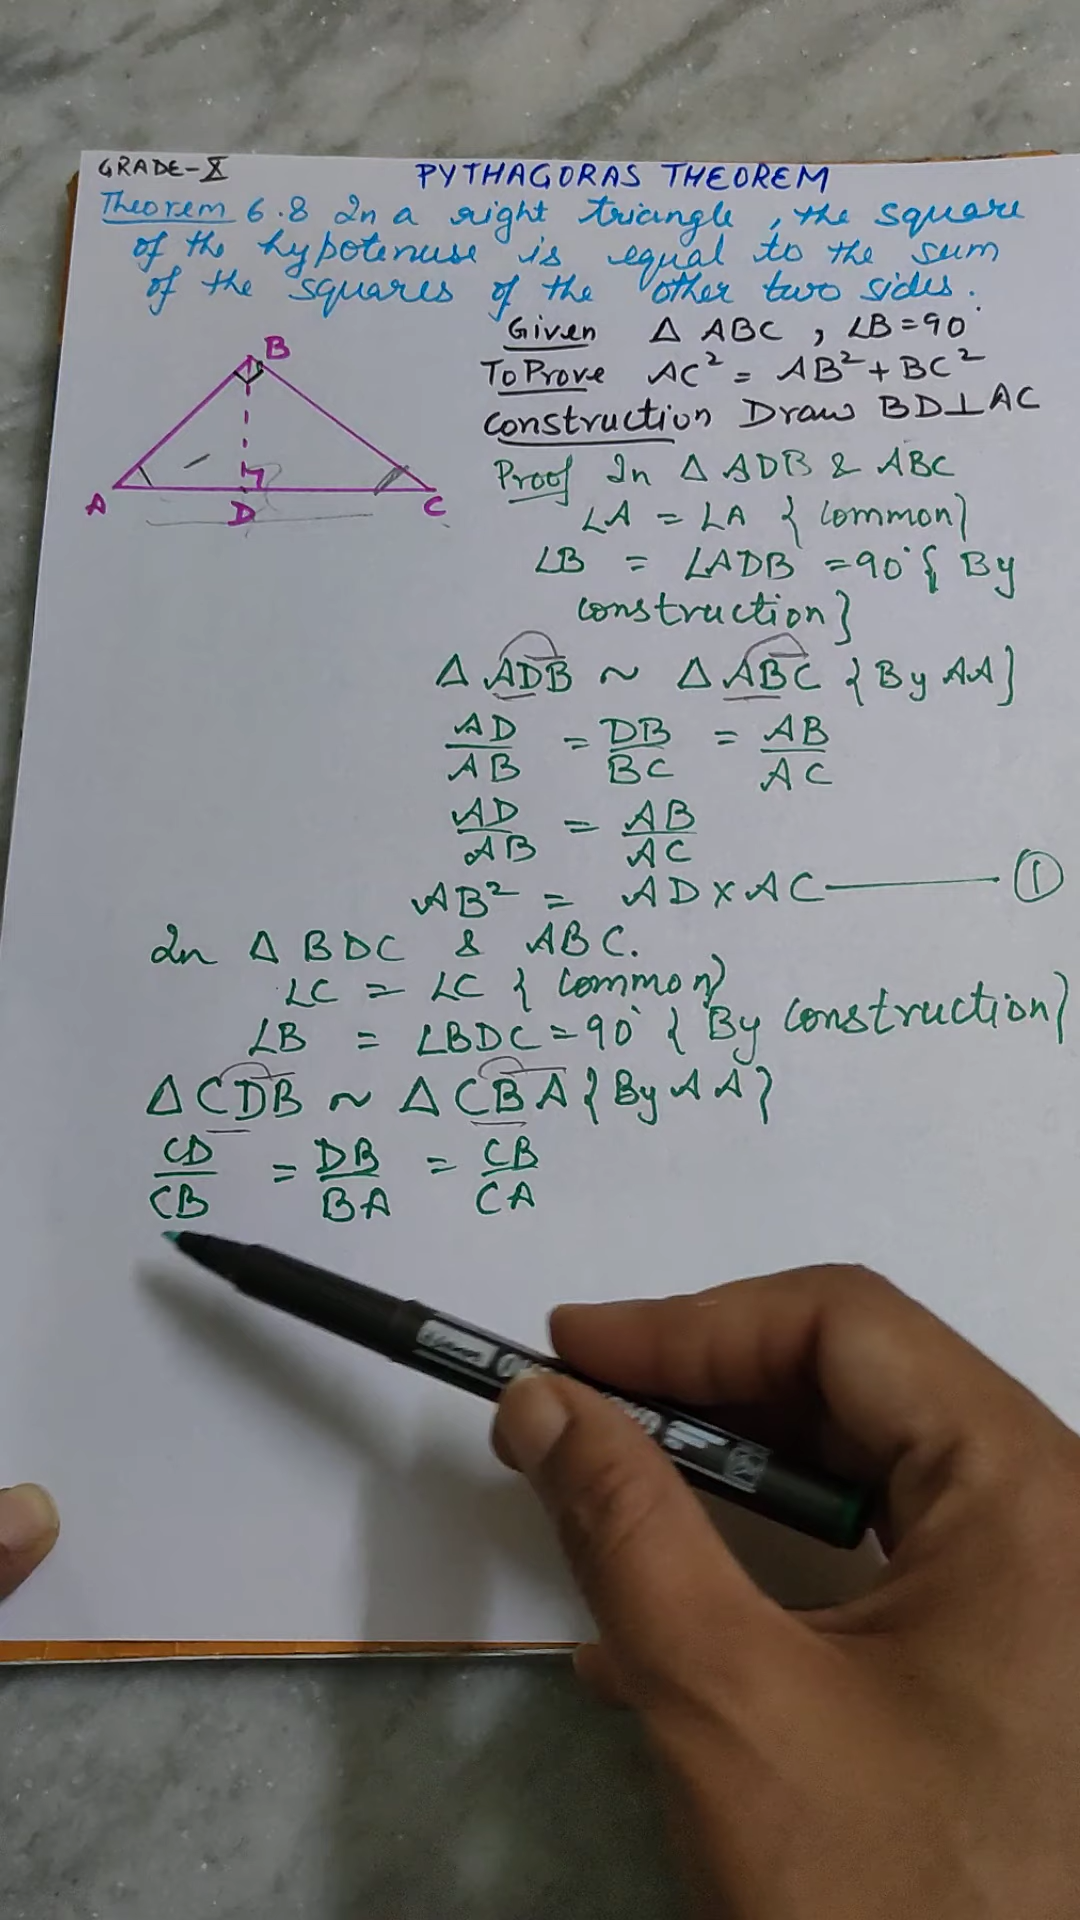 GRADE-X
PYTHAGORAS THEOREM
Theorem 6.8 In a right triangle, the square
of the hypotenuse is equal to the sum
of the squares of the other two sides.
Given △ ABC, ∠B=90°
To Prove AC² = AB² + BC²
Construction Draw BD⊥AC
B
A
D
C
Proof In △ ADB & ABC
∠A = ∠A { Common }
∠B = ∠ADB = 90° { By
construction }
△ ADB ~ △ ABC { By AA }
AD/AB = DB/BC = AB/AC
AD/AB = AB/AC
AB² = AD × AC ——— ①
In △ BDC & ABC.
∠C = ∠C { Common }
∠B = ∠BDC = 90° { By Construction }
△ CDB ~ △ CBA { By AA }
CD/CB = DB/BA = CB/CA